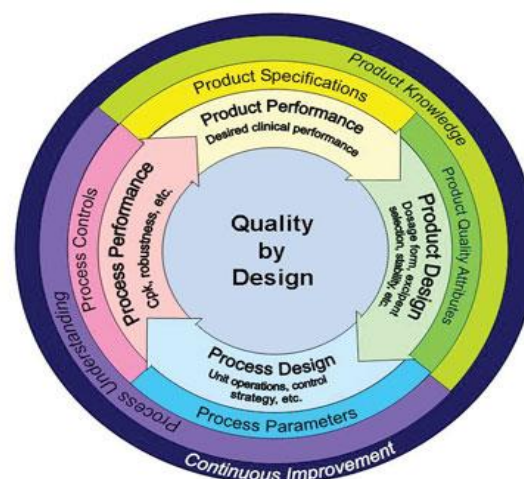 Product Knowledge
Product Specifications
Product Performance
Desired clinical performance
Product Quality Attributes
Product Design
Dosage form, excipent
selection, stability, etc.
Quality
by
Design
Process Controls
Process Performance
Cpk, robustness, etc.
Process Design
Unit operations, control
strategy, etc.
Process Parameters
Process Understanding
Continuous Improvement